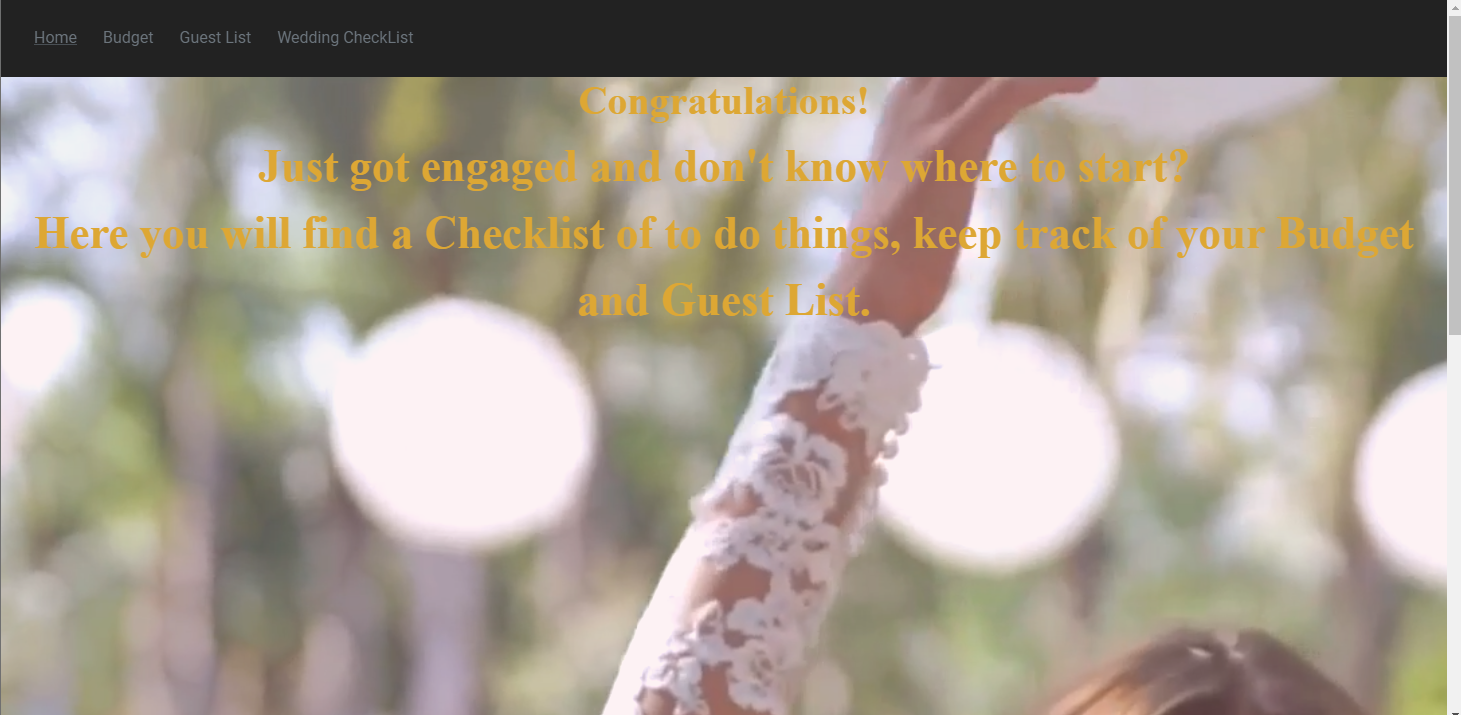 Home Budget Guest List Wedding CheckList
Congratulations!
Just got engaged and don't know where to start?
Here you will find a Checklist of to do things, keep track of your Budget
and Guest List.